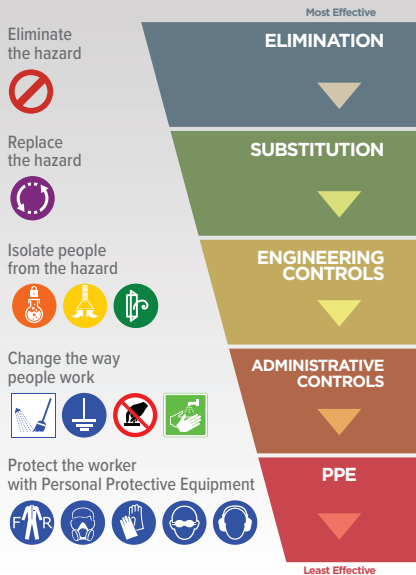 Most Effective
Eliminate
the hazard
ELIMINATION
Replace
the hazard
SUBSTITUTION
Isolate people
from the hazard
ENGINEERING
CONTROLS
Change the way
people work
ADMINISTRATIVE
CONTROLS
Protect the worker
with Personal Protective Equipment
PPE
F R
Least Effective